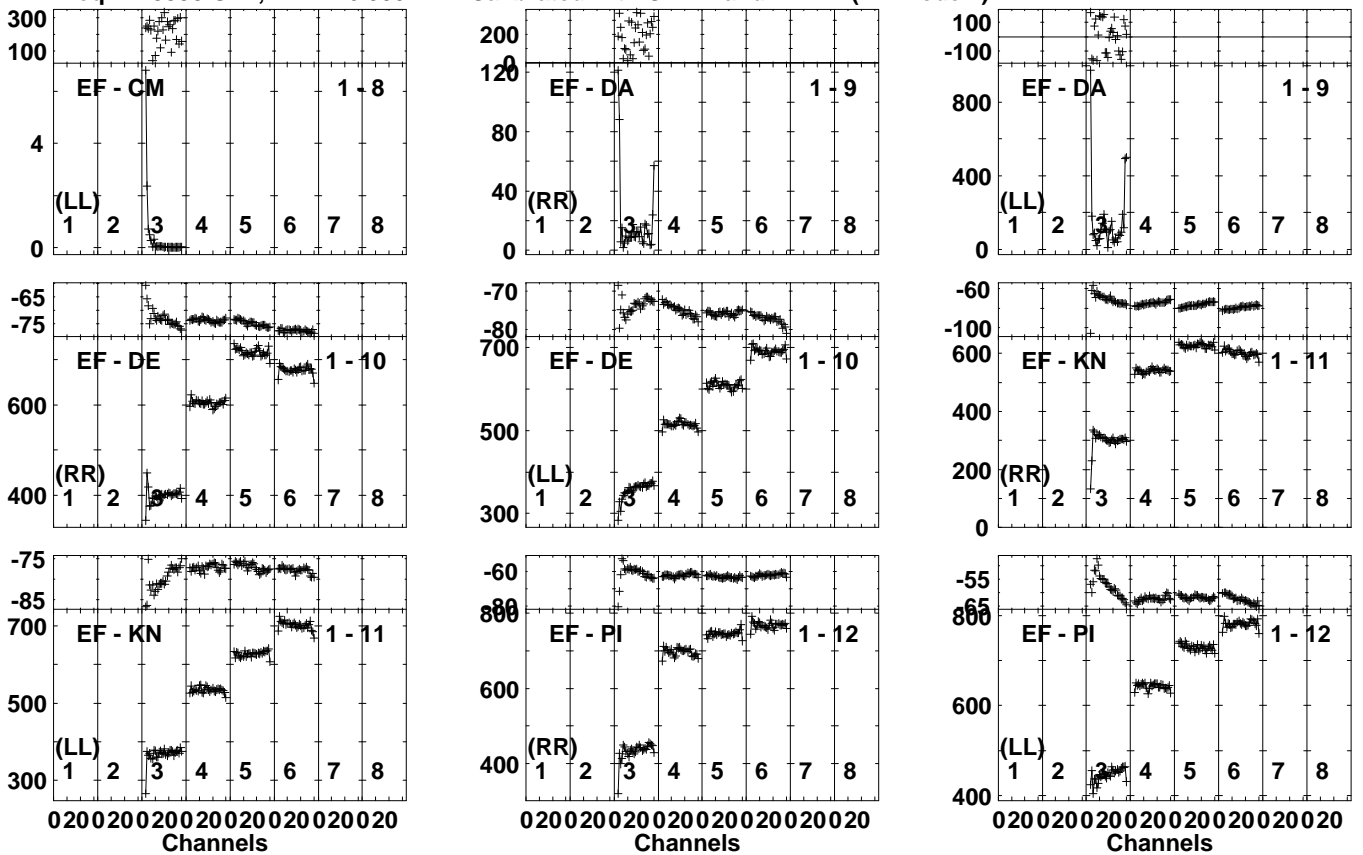 300
100
EF - CM 1 - 8
4
(LL)
1 2 3 4 5 6 7 8
0
200
0
120
EF - DA 1 - 9
80
40
(RR)
1 2 3 4 5 6 7 8
0
100
-100
EF - DA 1 - 9
800
400
(LL)
1 2 3 4 5 6 7 8
0
-65
-75
EF - DE 1 - 10
600
(RR)
400 1 2 3 4 5 6 7 8
-70
-80
700
EF - DE 1 - 10
500
(LL)
1 2 3 4 5 6 7 8
300
-60
-100
600
EF - KN 1 - 11
400
200
(RR)
1 2 3 4 5 6 7 8
0
-75
-85
700
EF - KN 1 - 11
500
(LL)
300 1 2 3 4 5 6 7 8
0 20 0 20 0 20 0 20 0 20 0 20 0 20 0 20
Channels
-60
-80
800
EF - PI 1 - 12
600
(RR)
400 1 2 3 4 5 6 7 8
0 20 0 20 0 20 0 20 0 20 0 20 0 20 0 20
Channels
-55
-65
800
EF - PI 1 - 12
600
(LL)
1 2 3 4 5 6 7 8
400
0 20 0 20 0 20 0 20 0 20 0 20 0 20 0 20
Channels